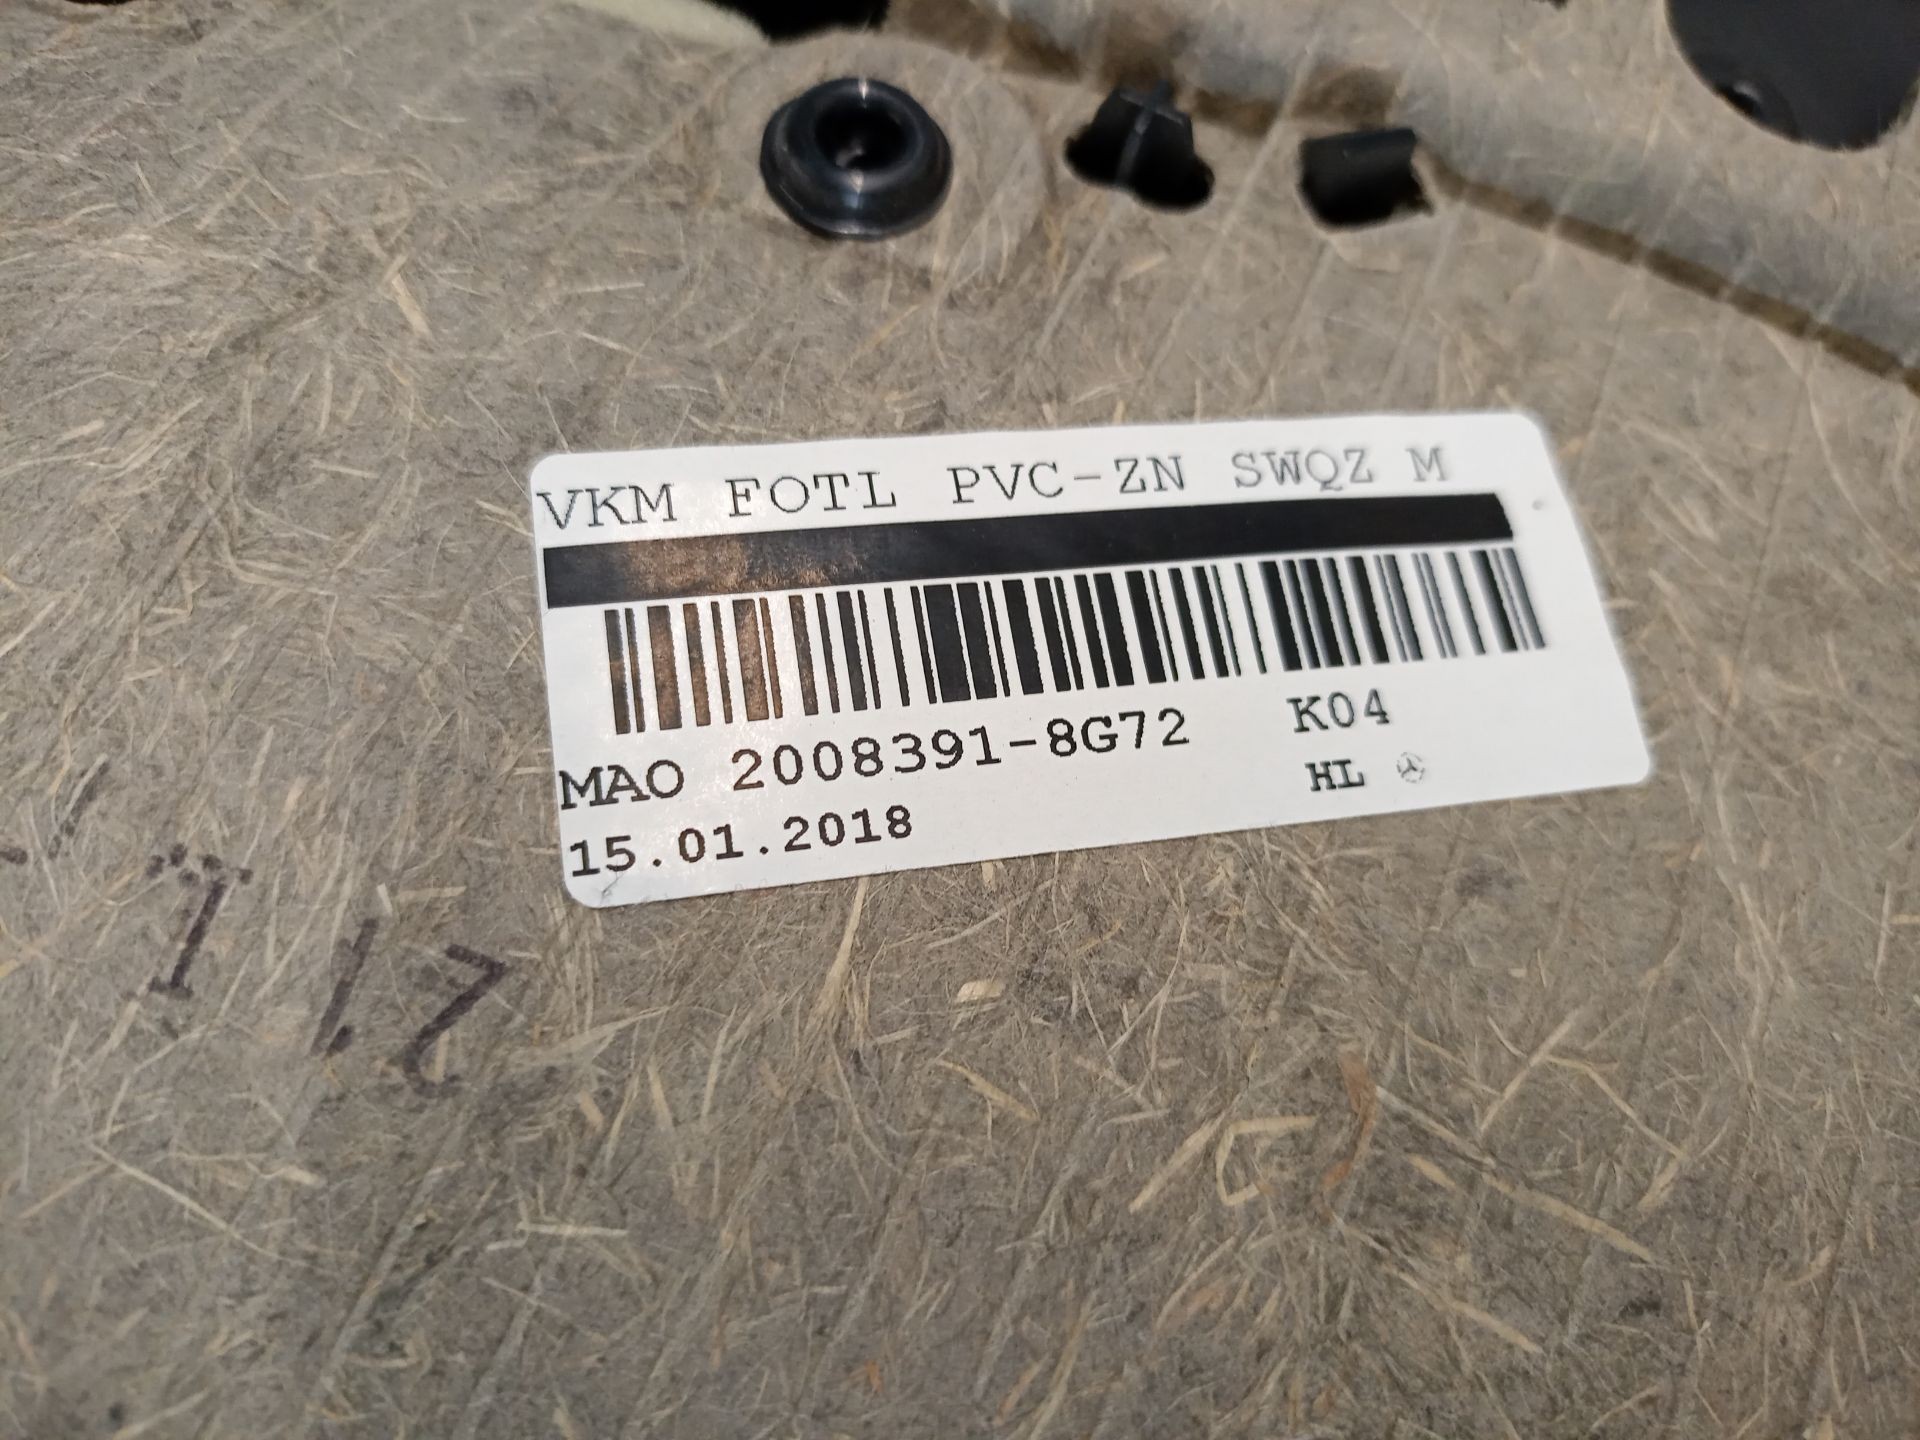 VKM FOTL PVC-ZN SWQZ M
MAO 2008391-8G72 K04
15.01.2018 HL